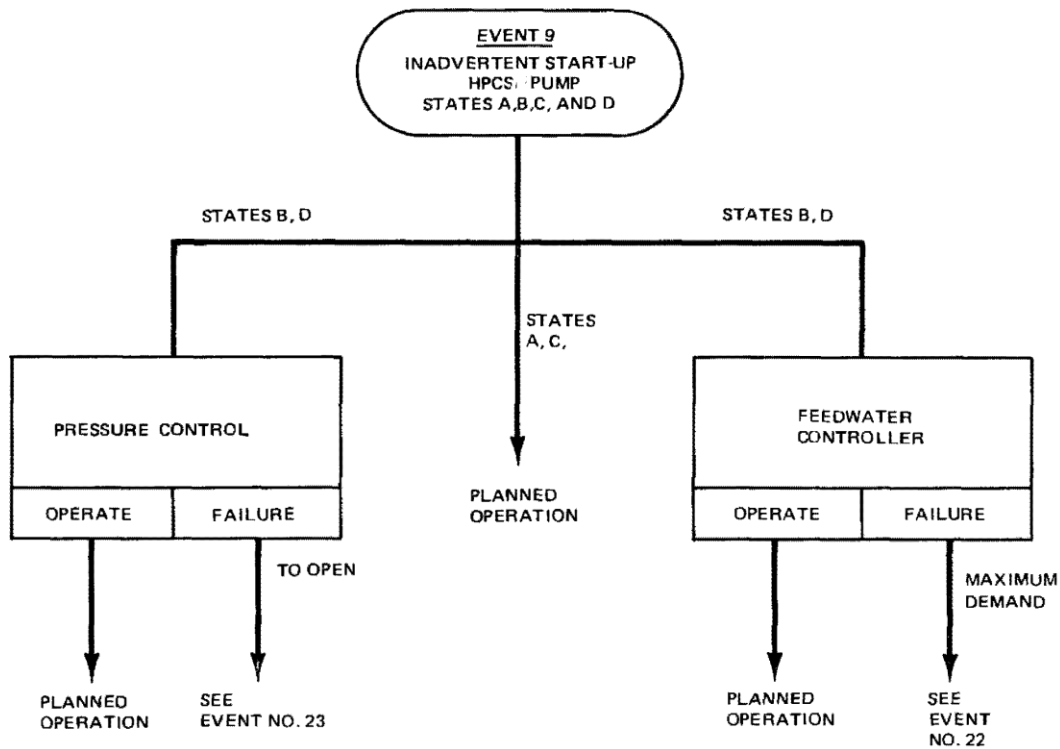 EVENT 9
INADVERTENT START-UP
HPCS PUMP
STATES A,B,C, AND D
STATES B, D
STATES B, D
STATES
A, C,
PRESSURE CONTROL
OPERATE
FAILURE
FEEDWATER
CONTROLLER
OPERATE
FAILURE
PLANNED
OPERATION
TO OPEN
MAXIMUM
DEMAND
PLANNED
OPERATION
SEE
EVENT NO. 23
PLANNED
OPERATION
SEE
EVENT
NO. 22